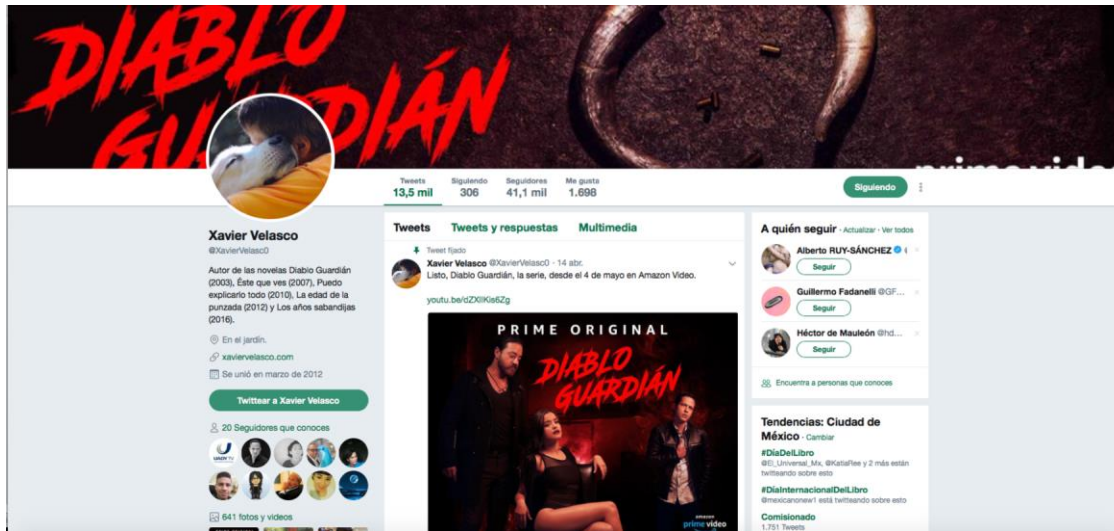 DIABLO
GUARDIÁN
prime video
Tweets Siguiendo Seguidores Me gusta
13,5 mil 306 41,1 mil 1.698
Siguiendo
Xavier Velasco
@XavierVelasc0
Autor de las novelas Diablo Guardián
(2003), Éste que ves (2007), Puedo
explicarlo todo (2010), La edad de la
punzada (2012) y Los años sabandijas
(2016).
En el jardín.
xaviervelasco.com
Se unió en marzo de 2012
Twittear a Xavier Velasco
20 Seguidores que conoces
UADY TV
641 fotos y videos
Tweets Tweets y respuestas Multimedia
Tweet fijado
Xavier Velasco @XavierVelasc0 · 14 abr.
Listo, Diablo Guardián, la serie, desde el 4 de mayo en Amazon Video.
PRIME ORIGINAL
DIABLO
GUARDIÁN
amazon
prime video
A quién seguir · Actualizar · Ver todos
Alberto RUY-SÁNCHEZ
Seguir
Guillermo Fadanelli @GF...
Seguir
Héctor de Mauleón @hd...
Seguir
Encuentra a personas que conoces
Tendencias: Ciudad de
México · Cambiar
#DíaDelLibro
@El_Universal_Mx, @KatiaRee y 2 más están
twitteando sobre esto
#DíaInternacionalDelLibro
@mexicanonew1 está twitteando sobre esto
Comisionado
1.751 Tweets